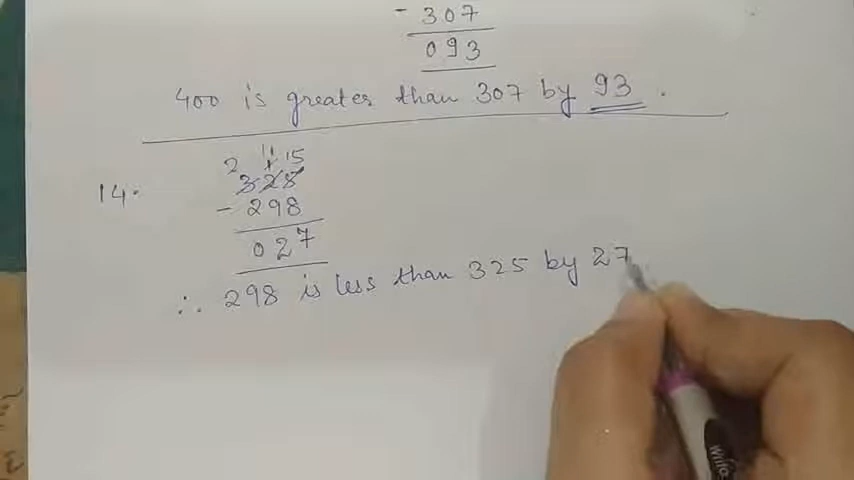 - 307
093
400 is greater than 307 by 93 .
2 11 15
14. 325
- 298
027
∴ 298 is less than 325 by 27